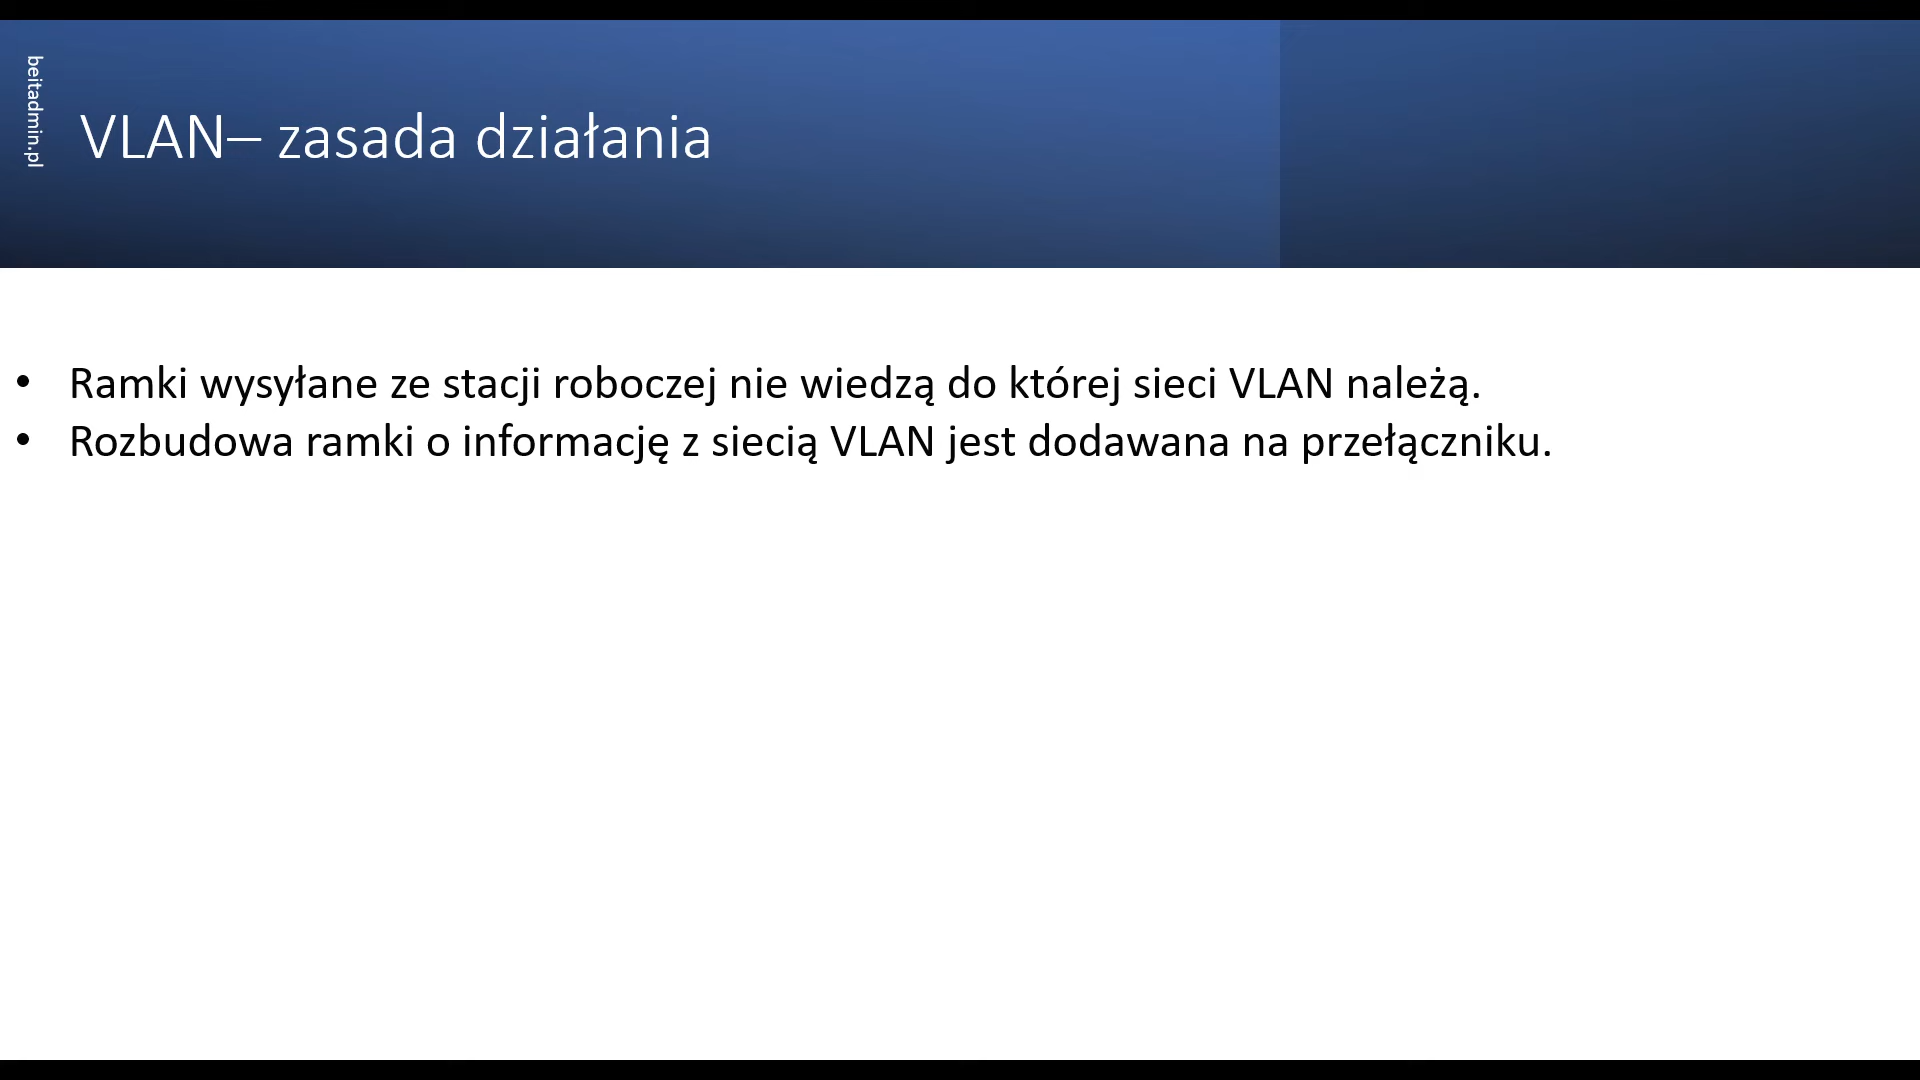 beitadmin.pl
VLAN– zasada działania
• Ramki wysyłane ze stacji roboczej nie wiedzą do której sieci VLAN należą.
• Rozbudowa ramki o informację z siecią VLAN jest dodawana na przełączniku.